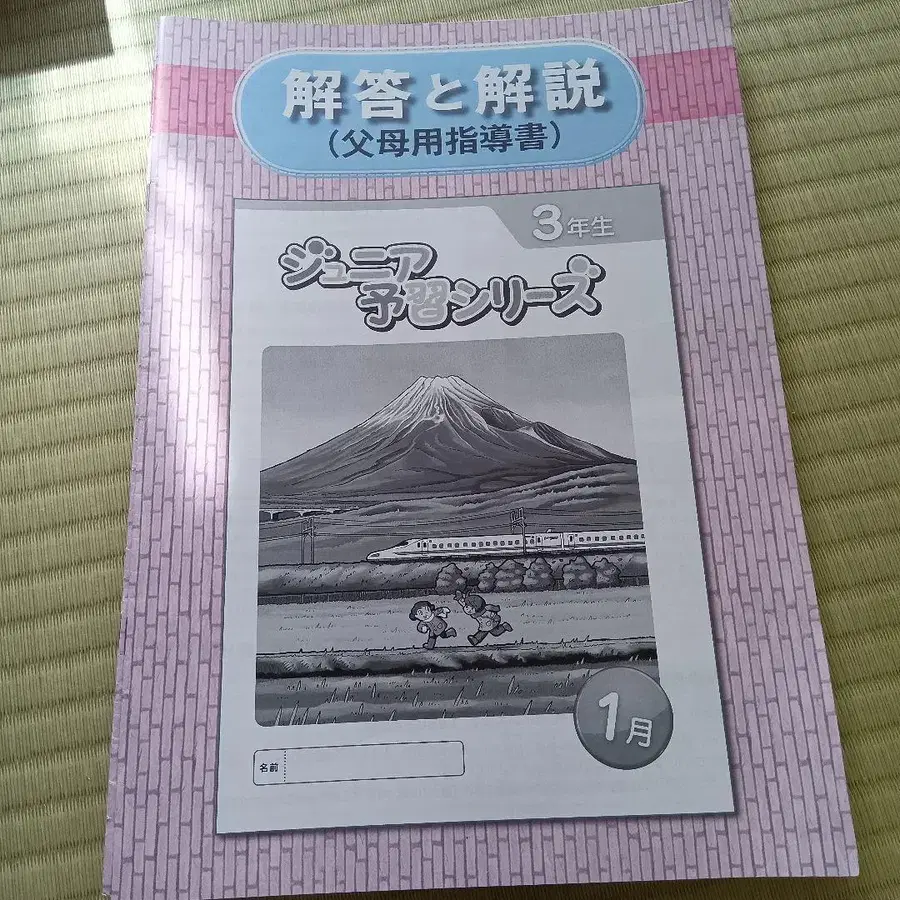 解答と解説
(父母用指導書)
3年生
ジュニア
予習シリーズ
1月
名前